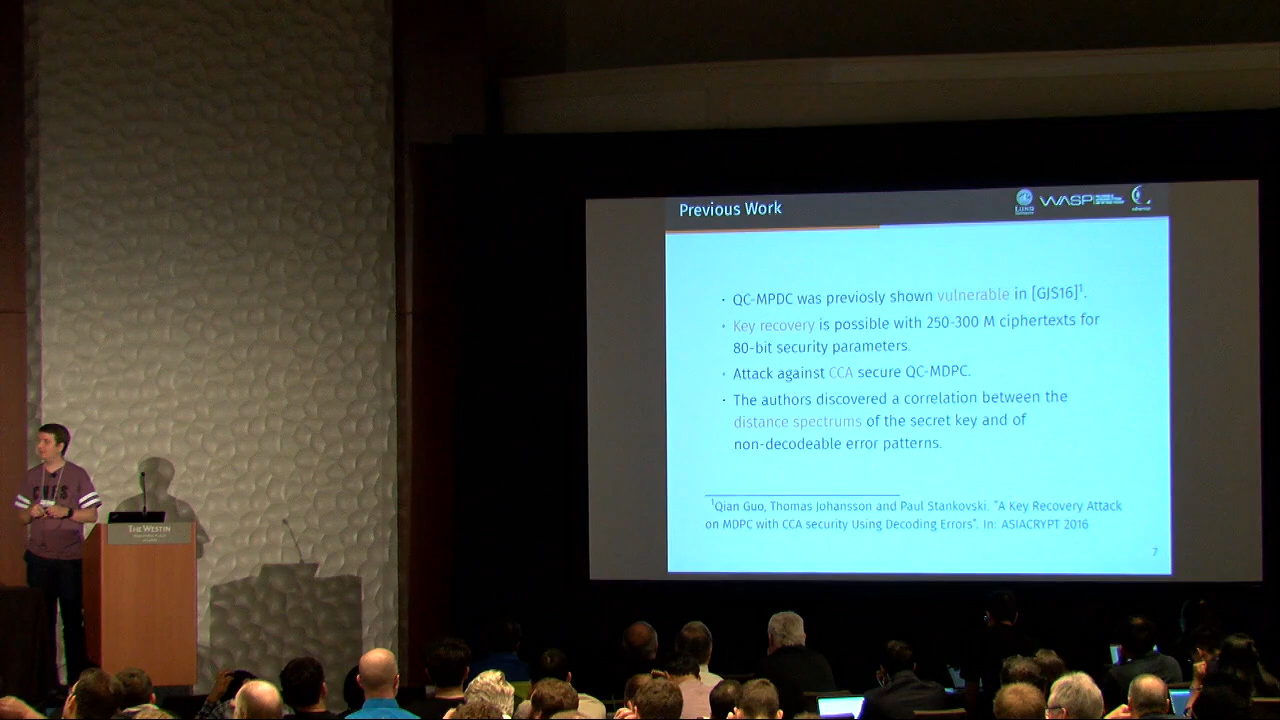 Previous Work
LUND
WASP
· QC-MPDC was previosly shown vulnerable in [GJS16]¹.
· Key recovery is possible with 250-300 M ciphertexts for
80-bit security parameters.
· Attack against CCA secure QC-MDPC.
· The authors discovered a correlation between the
distance spectrums of the secret key and of
non-decodeable error patterns.
¹Qian Guo, Thomas Johansson and Paul Stankovski. "A Key Recovery Attack
on MDPC with CCA security Using Decoding Errors". In: ASIACRYPT 2016
7
THE WESTIN